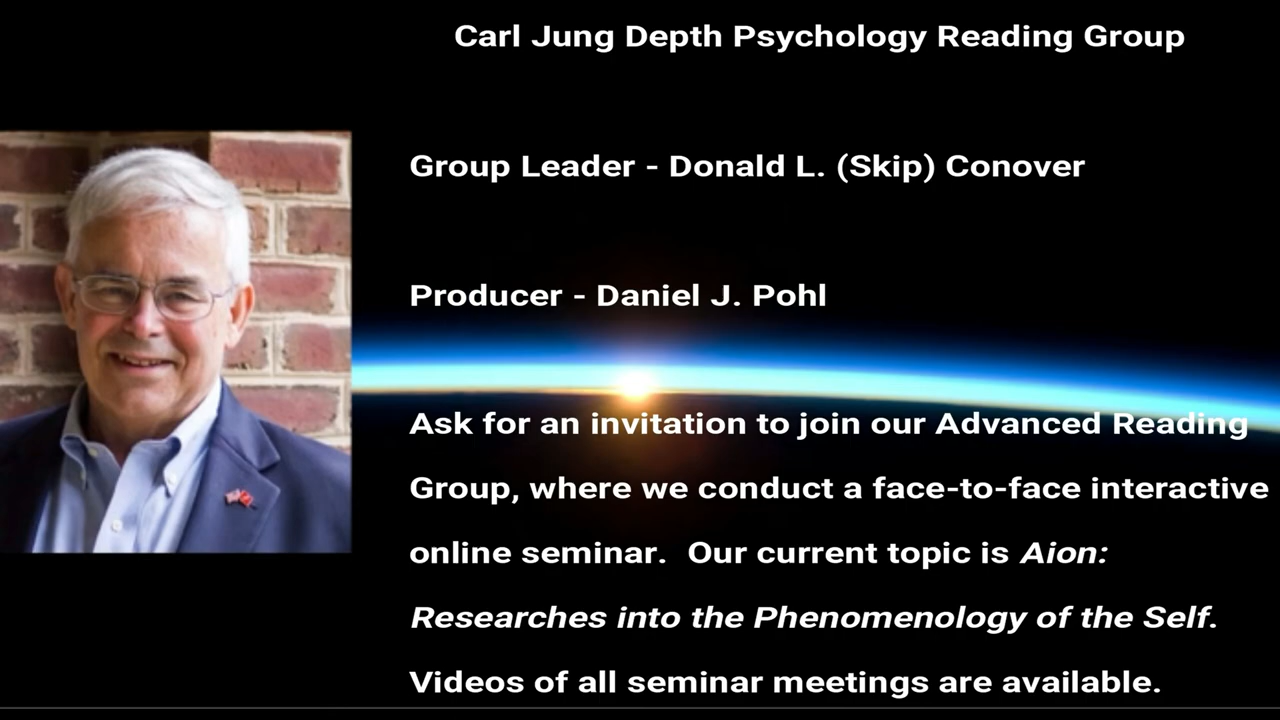 Carl Jung Depth Psychology Reading Group
Group Leader - Donald L. (Skip) Conover
Producer - Daniel J. Pohl
Ask for an invitation to join our Advanced Reading
Group, where we conduct a face-to-face interactive
online seminar.  Our current topic is Aion:
Researches into the Phenomenology of the Self.
Videos of all seminar meetings are available.